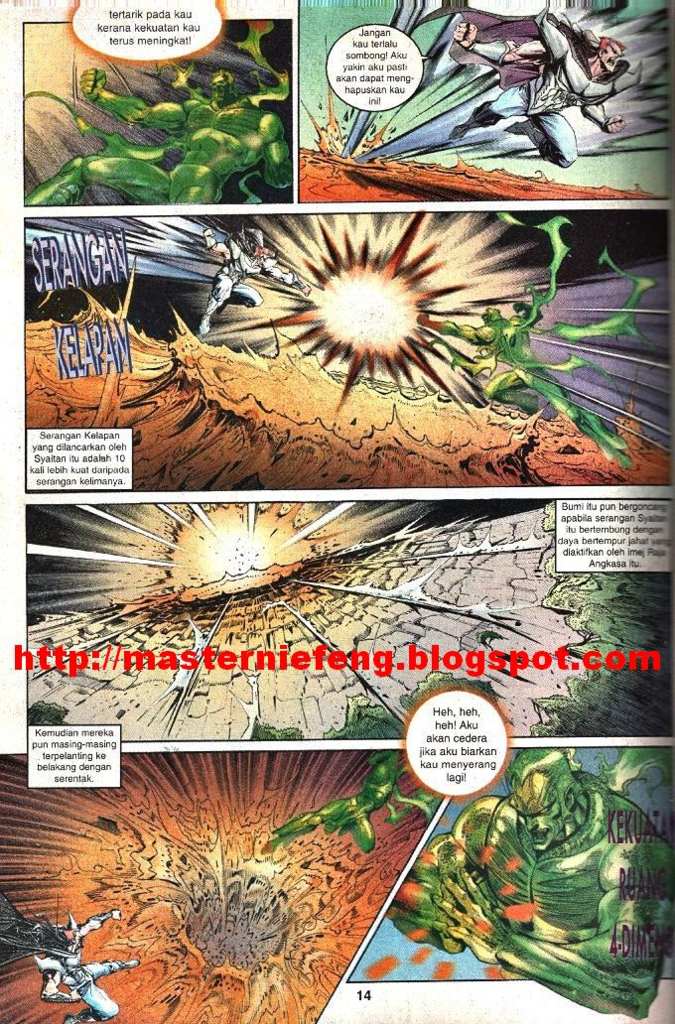 tertarik pada kau
kerana kekuatan kau
terus meningkat!
Jangan
kau terlalu
sombong! Aku
yakin aku pasti
akan dapat meng-
hapuskan kau
ini!
SERANGAN
KELAPAN
Serangan Kelapan
yang dilancarkan oleh
Syaitan itu adalah 10
kali lebih kuat daripada
serangan kelimanya.
Bumi itu pun bergoncang
apabila serangan Syaitan
itu bertembung dengan
daya bertempur jahat yang
diaktifkan oleh imej Raja
Angkasa itu.
http://masterniefeng.blogspot.com
Kemudian mereka
pun masing-masing
terpelanting ke
belakang dengan
serentak.
Heh, heh,
heh! Aku
akan cedera
jika aku biarkan
kau menyerang
lagi!
KEKUATAN
RUANG
4-DIMENSI
14